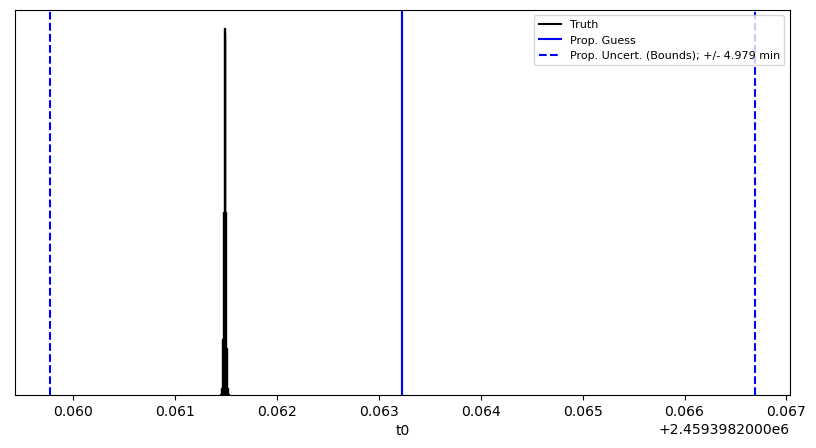 Truth
Prop. Guess
Prop. Uncert. (Bounds); +/- 4.979 min
0.060 0.061 0.062 0.063 0.064 0.065 0.066 0.067
t0
+2.4593982000e6